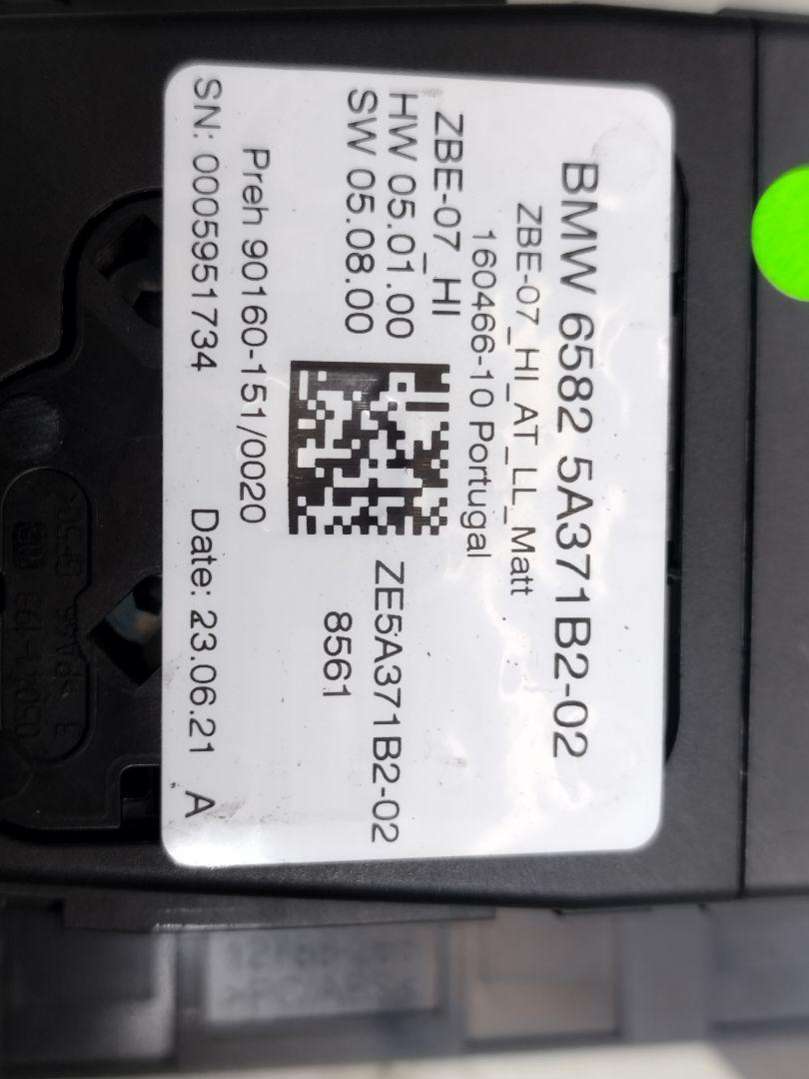 BMW 6582 5A371B2-02
ZBE-07_HI_AT_LL_Matt
160466-10 Portugal
ZBE-07_HI
HW 05.01.00
SW 05.08.00
ZE5A371B2-02
8561
Preh 90160-151/0020
SN: 0005951734 Date: 23.06.21 A